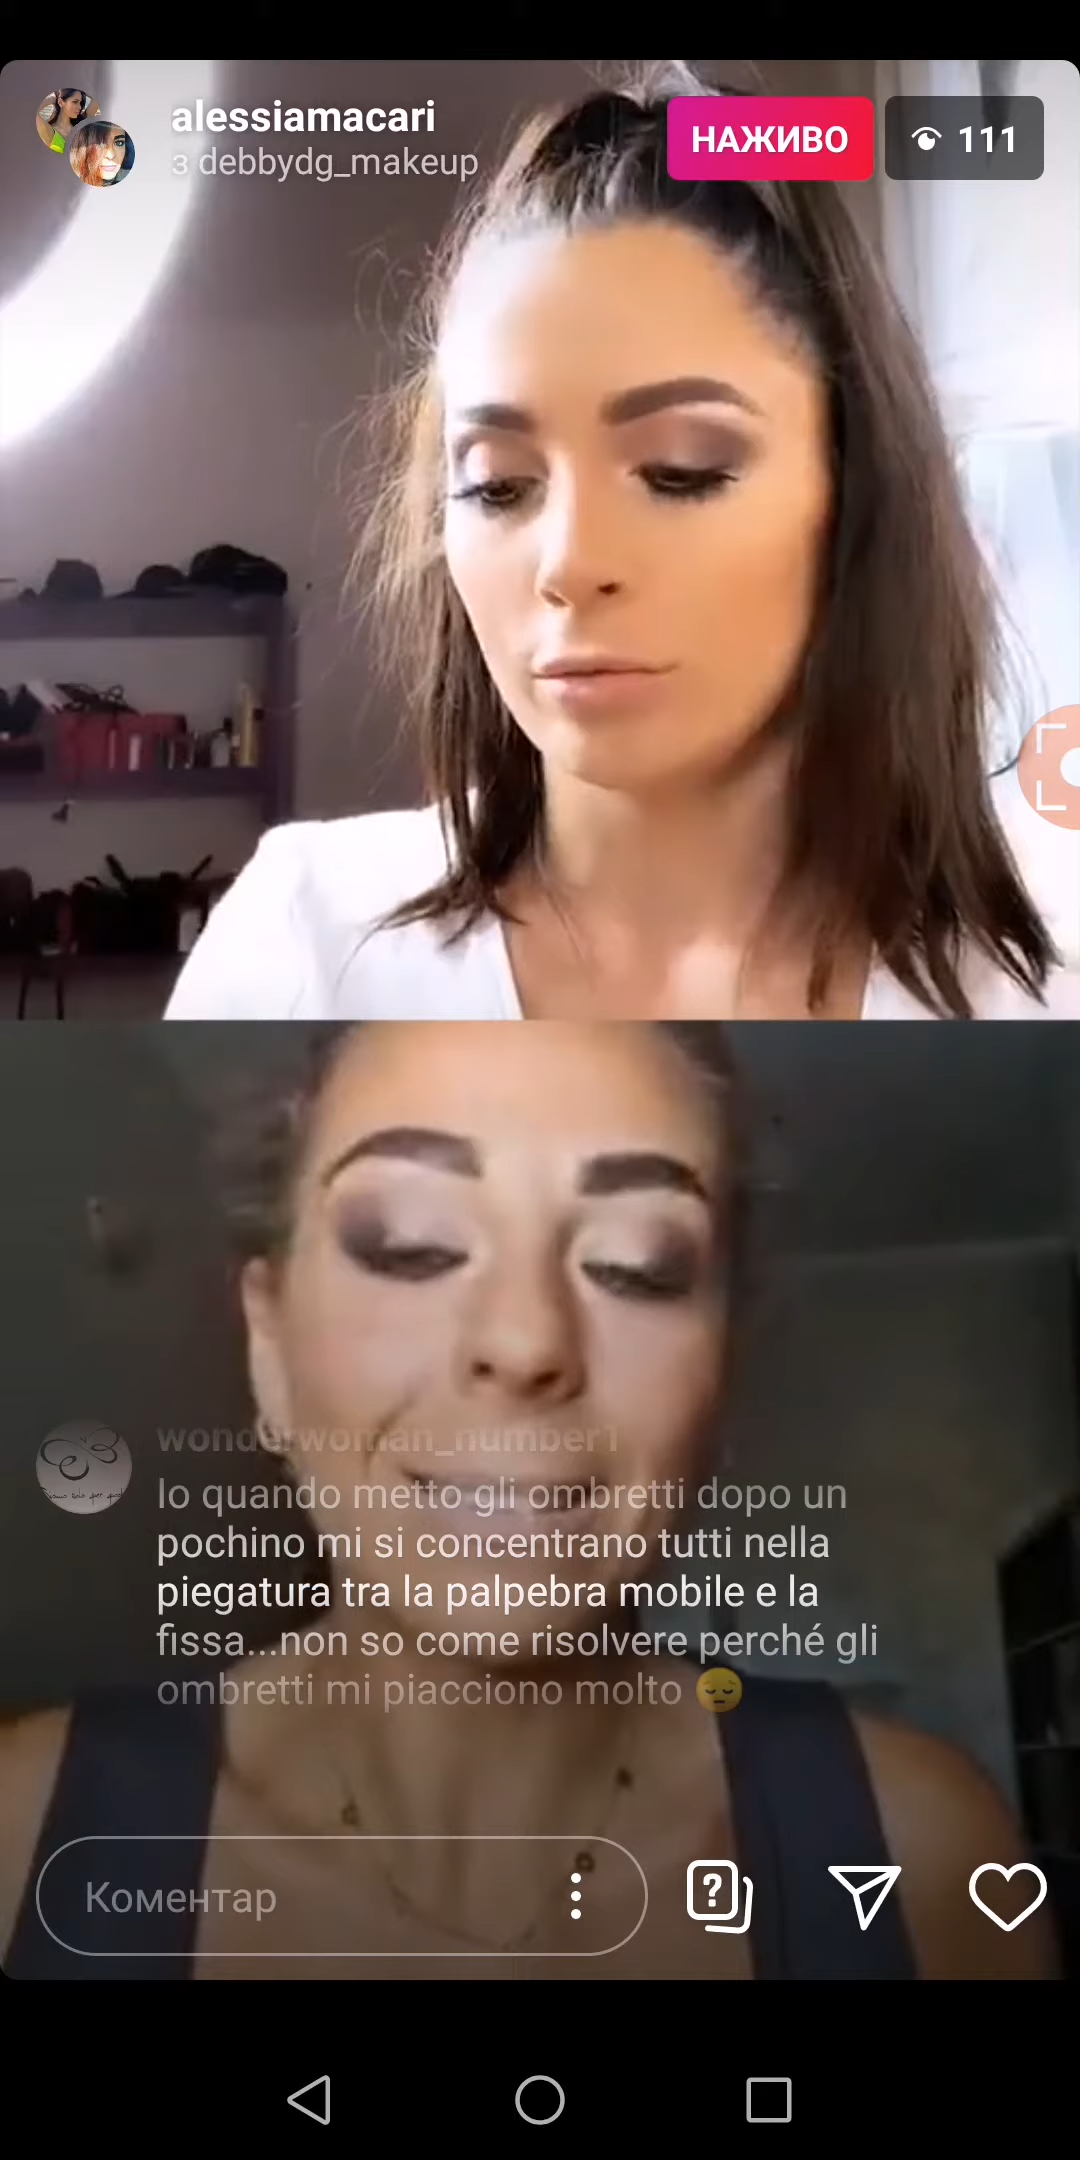 alessiamacari
з debbydg_makeup
НАЖИВО
111
wonderwoman_number1
Io quando metto gli ombretti dopo un
pochino mi si concentrano tutti nella
piegatura tra la palpebra mobile e la
fissa...non so come risolvere perché gli
ombretti mi piacciono molto 😔
Коментар